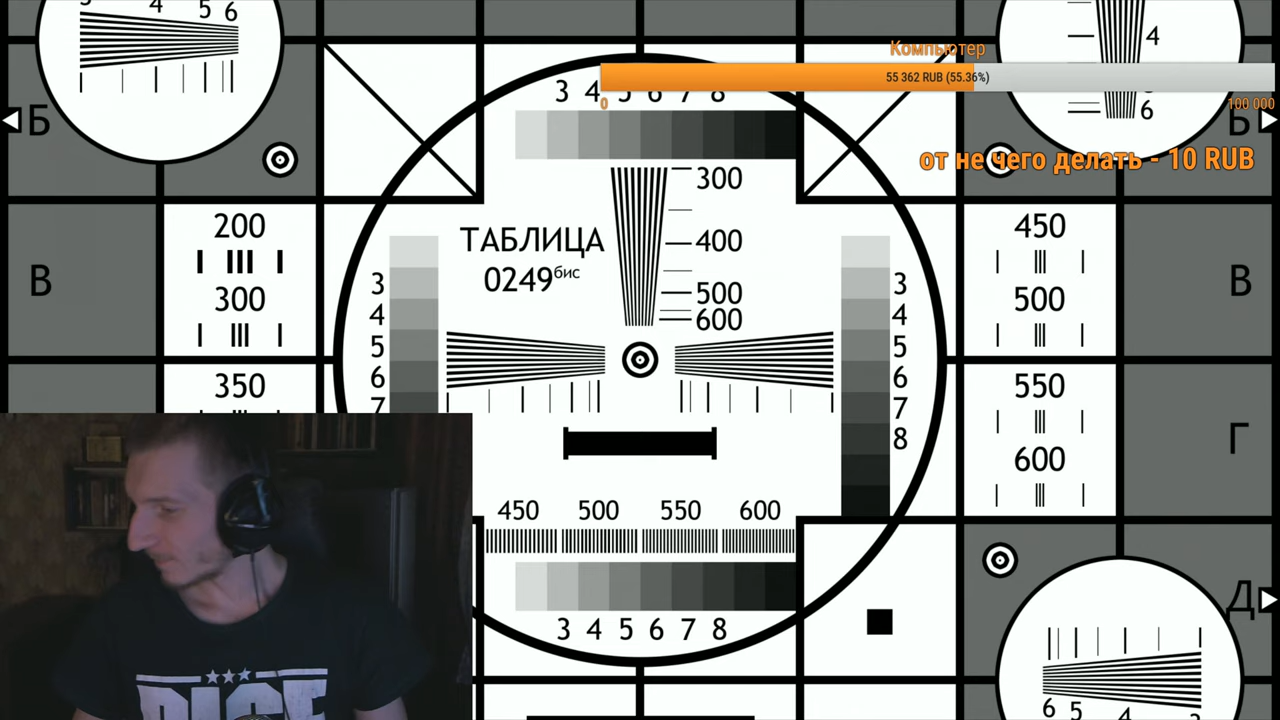 3 4 5 6
4
6
Компьютер
55 362 RUB (55.36%)
0
100 000
3 4 5 6 7 8
Б
Б
от не чего делать - 10 RUB
300
400
500
600
ТАБЛИЦА
0249бис
200
300
350
450
500
550
600
В
В
Г
Д
3
4
5
6
7
3
4
5
6
7
8
450 500 550 600
3 4 5 6 7 8
6 5 4 3